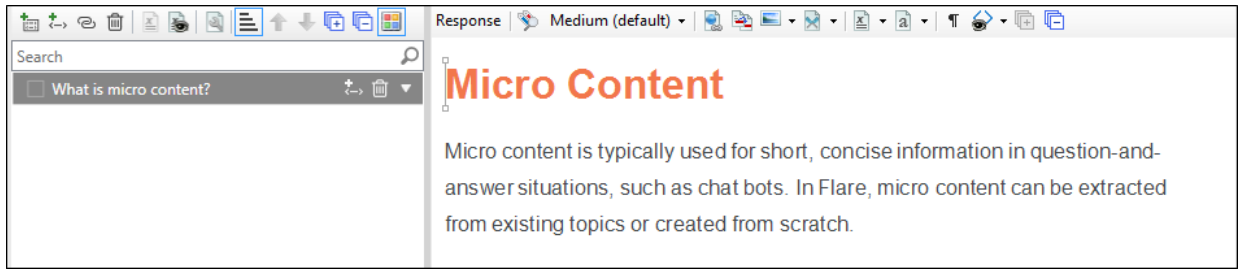 Response
Medium (default)
Search
What is micro content?
Micro Content
Micro content is typically used for short, concise information in question-and-
answer situations, such as chat bots. In Flare, micro content can be extracted
from existing topics or created from scratch.